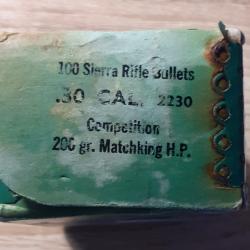 100 Sierra Rifle Bullets
.30 CAL. 2230
Competition
200 gr. Matchking H.P.